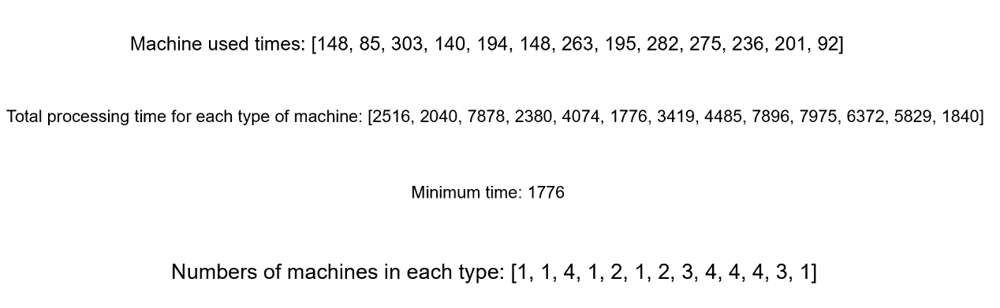 Machine used times: [148, 85, 303, 140, 194, 148, 263, 195, 282, 275, 236, 201, 92]
Total processing time for each type of machine: [2516, 2040, 7878, 2380, 4074, 1776, 3419, 4485, 7896, 7975, 6372, 5829, 1840]
Minimum time: 1776
Numbers of machines in each type: [1, 1, 4, 1, 2, 1, 2, 3, 4, 4, 4, 3, 1]